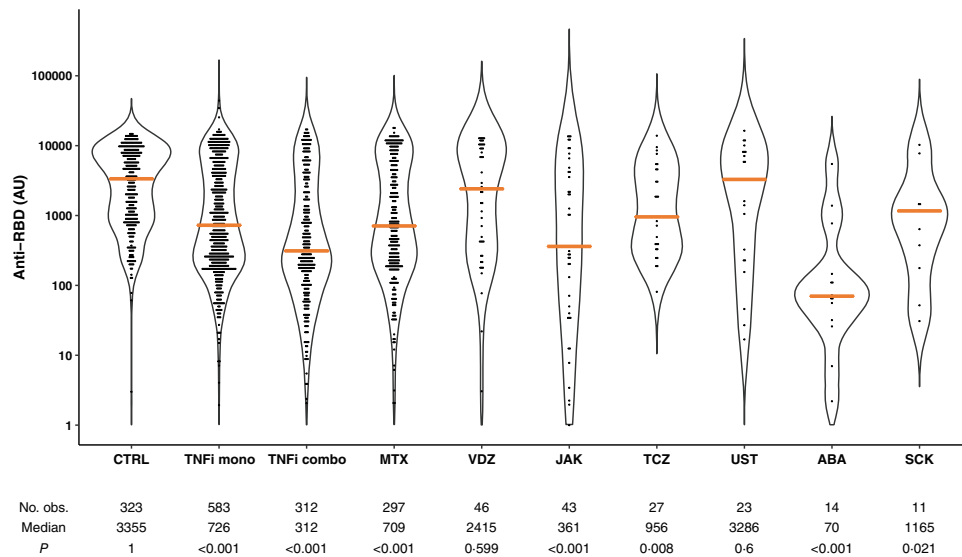 Anti−RBD (AU)
100000
10000
1000
100
10
1
CTRL TNFi mono TNFi combo MTX VDZ JAK TCZ UST ABA SCK
No. obs. 323 583 312 297 46 43 27 23 14 11
Median 3355 726 312 709 2415 361 956 3286 70 1165
P 1 <0·001 <0·001 <0·001 0·599 <0·001 0·008 0·6 <0·001 0·021